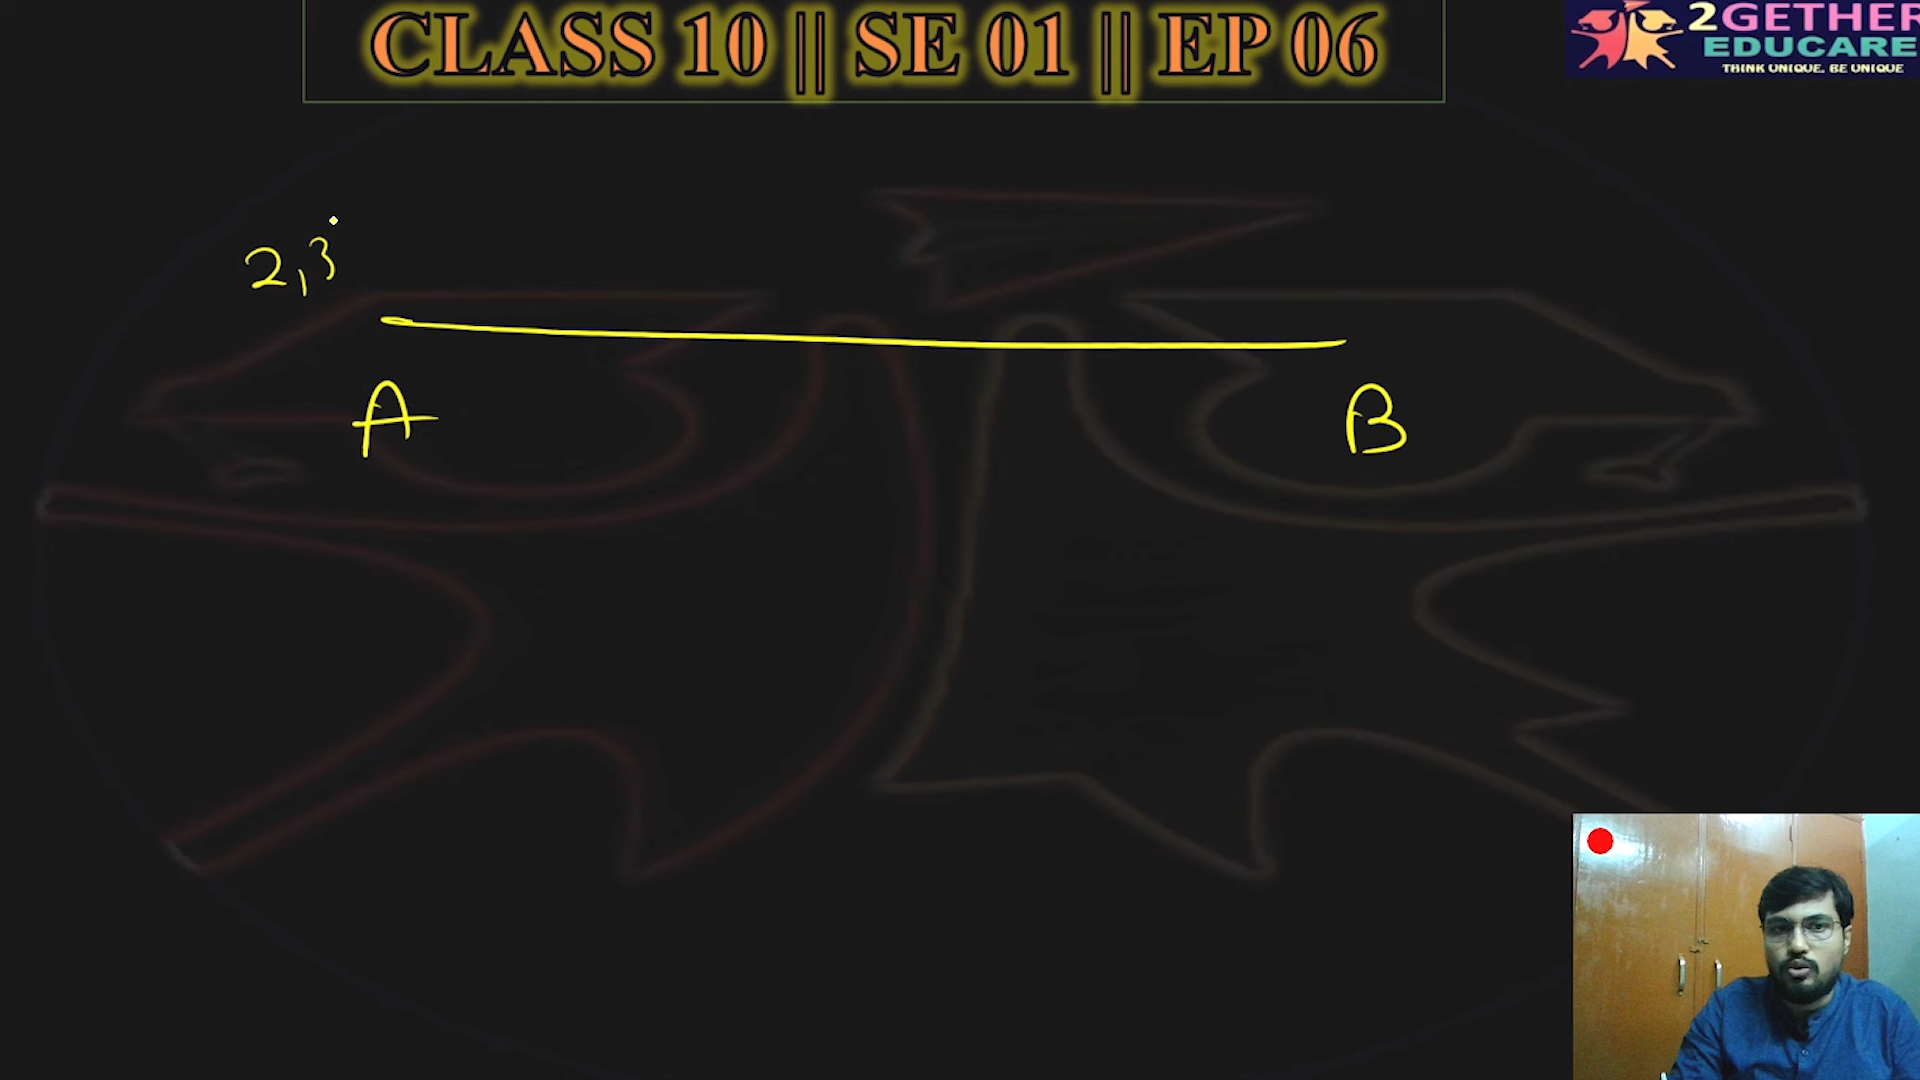 CLASS 10 || SE 01 || EP 06
2GETHER
EDUCARE
THINK UNIQUE. BE UNIQUE
2,3
A
B